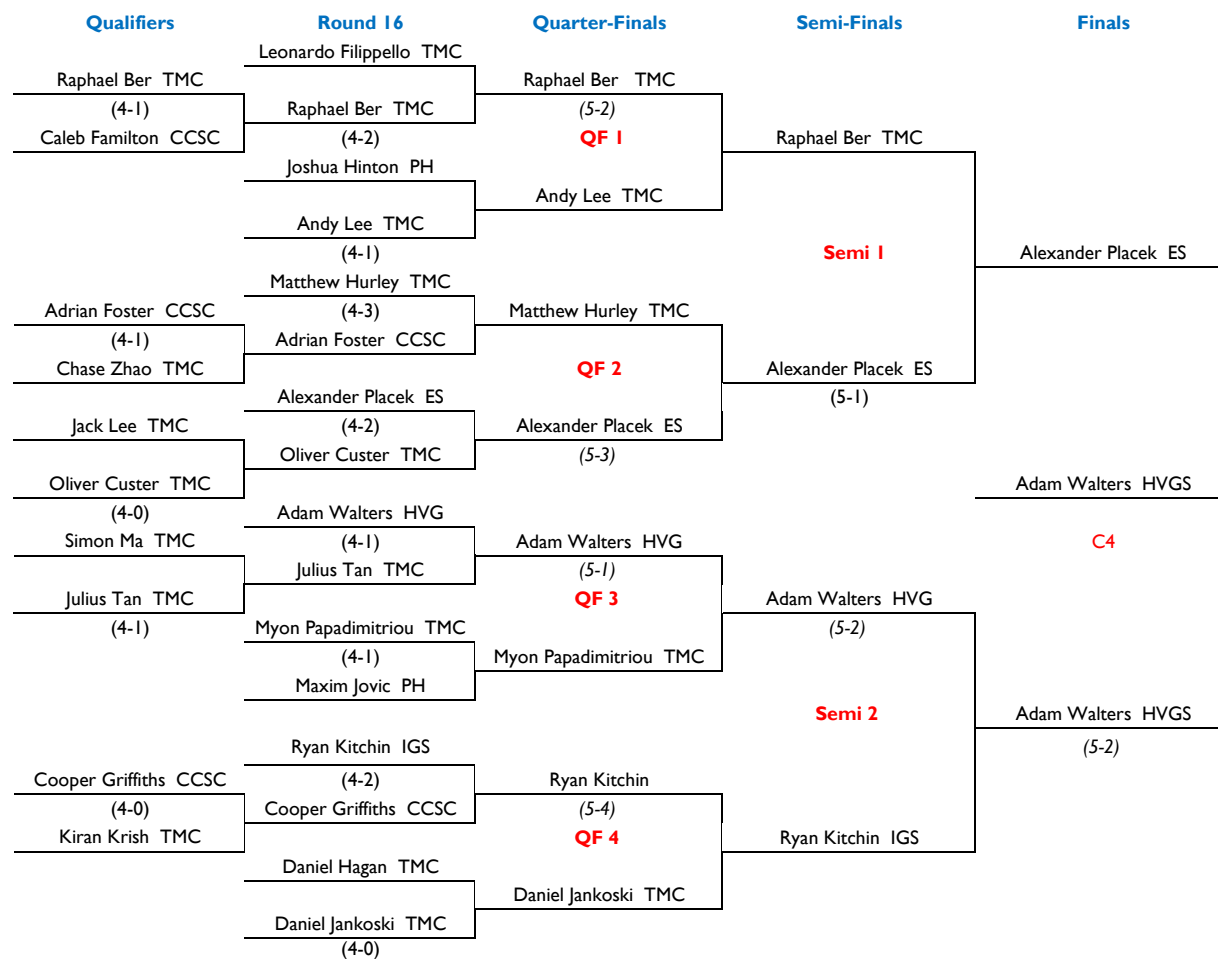 Qualifiers Round 16 Quarter-Finals Semi-Finals Finals
Leonardo Filippello TMC
Raphael Ber TMC Raphael Ber TMC
(4-1) Raphael Ber TMC (5-2)
Caleb Familton CCSC (4-2) QF 1 Raphael Ber TMC
Joshua Hinton PH
Andy Lee TMC
Andy Lee TMC
(4-1) Semi 1 Alexander Placek ES
Matthew Hurley TMC
Adrian Foster CCSC (4-3) Matthew Hurley TMC
(4-1) Adrian Foster CCSC
Chase Zhao TMC QF 2 Alexander Placek ES
Alexander Placek ES (5-1)
Jack Lee TMC (4-2) Alexander Placek ES
Oliver Custer TMC (5-3)
Oliver Custer TMC Adam Walters HVGS
(4-0) Adam Walters HVG
Simon Ma TMC (4-1) Adam Walters HVG C4
Julius Tan TMC (5-1)
Julius Tan TMC QF 3 Adam Walters HVG
(4-1) Myon Papadimitriou TMC (5-2)
(4-1) Myon Papadimitriou TMC
Maxim Jovic PH
Semi 2 Adam Walters HVGS
Ryan Kitchin IGS (5-2)
Cooper Griffiths CCSC (4-2) Ryan Kitchin
(4-0) Cooper Griffiths CCSC (5-4)
Kiran Krish TMC QF 4 Ryan Kitchin IGS
Daniel Hagan TMC
Daniel Jankoski TMC
Daniel Jankoski TMC
(4-0)